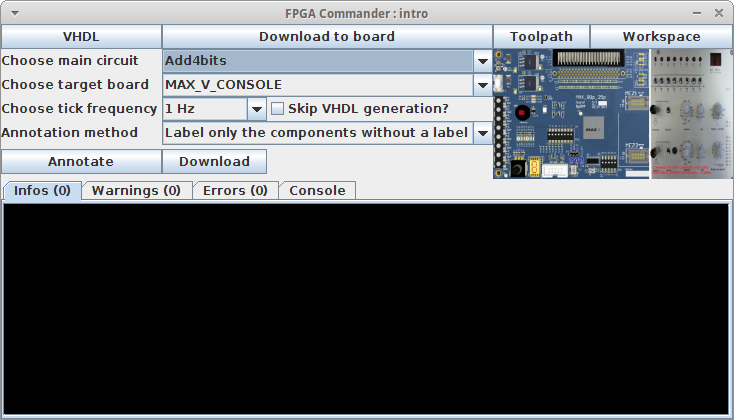 FPGA Commander : intro
VHDL Download to board Toolpath Workspace
Choose main circuit Add4bits
Choose target board MAX_V_CONSOLE
Choose tick frequency 1 Hz Skip VHDL generation?
Annotation method Label only the components without a label
Annotate Download
Infos (0) Warnings (0) Errors (0) Console